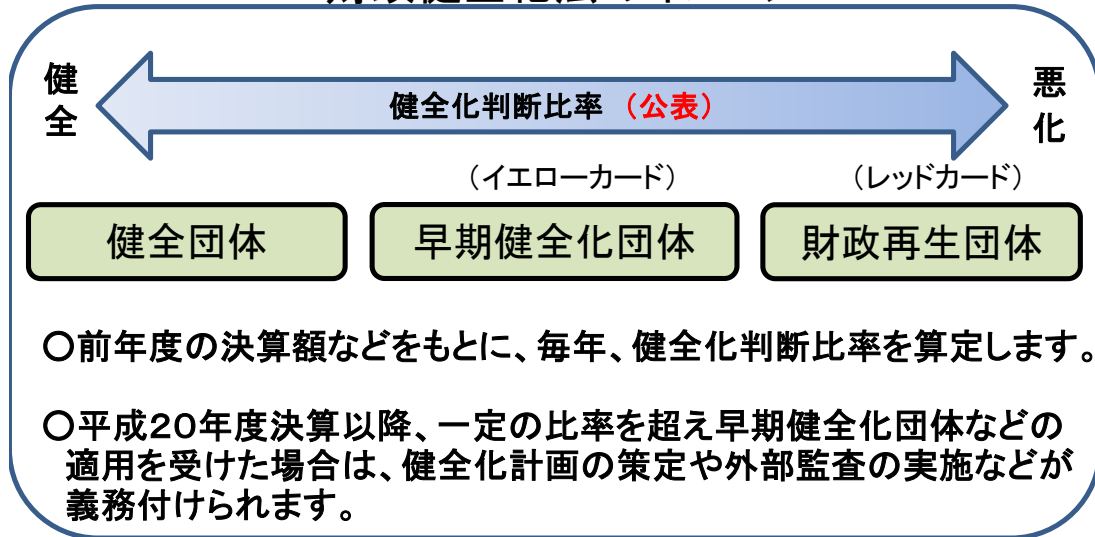 健全
悪化
健全化判断比率（公表）
（イエローカード）
（レッドカード）
健全団体
早期健全化団体
財政再生団体
〇前年度の決算額などをもとに、毎年、健全化判断比率を算定します。
〇平成２０年度決算以降、一定の比率を超え早期健全化団体などの
適用を受けた場合は、健全化計画の策定や外部監査の実施などが
義務付けられます。